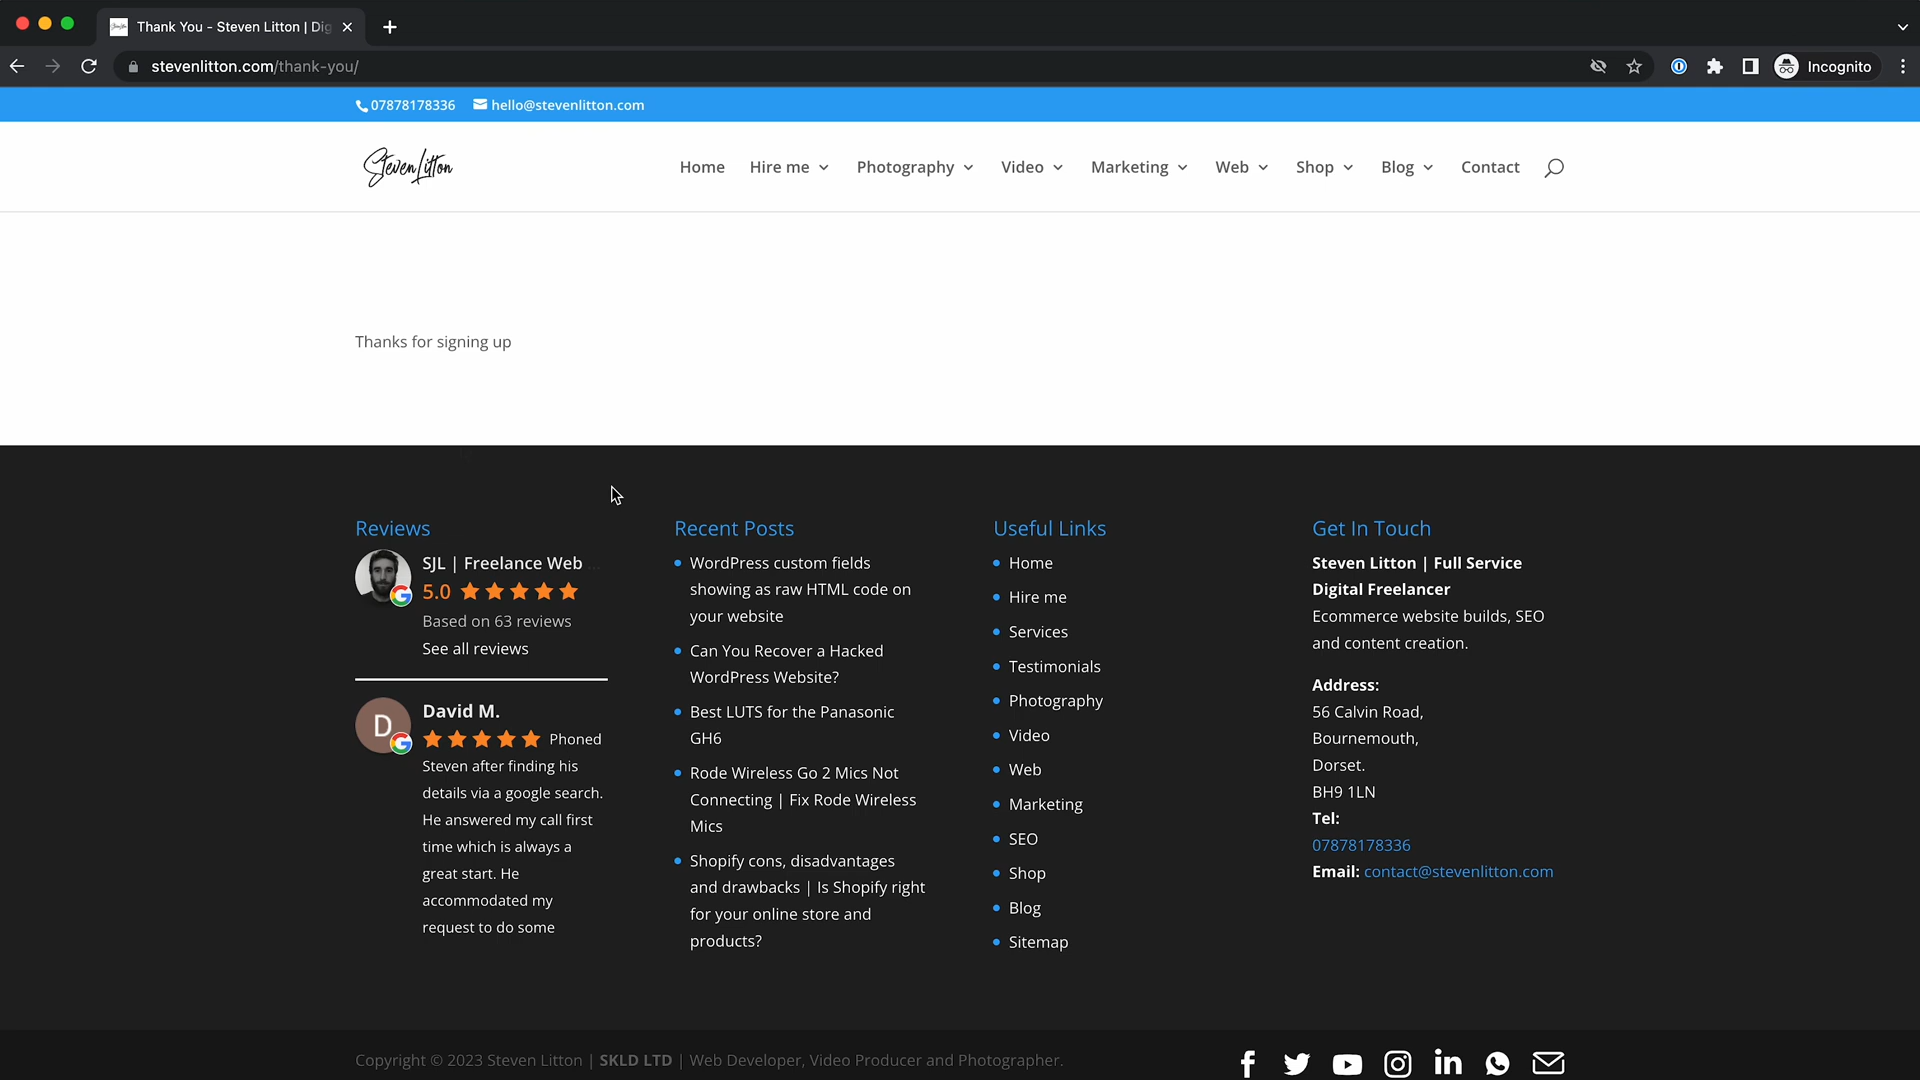 Thank You - Steven Litton | Dig
stevenlitton.com/thank-you/
Incognito
07878178336 hello@stevenlitton.com
Steven Litton
Home Hire me Photography Video Marketing Web Shop Blog Contact
Thanks for signing up
Reviews
SJL | Freelance Web ...
5.0
Based on 63 reviews
See all reviews
D
David M.
Phoned
Steven after finding his
details via a google search.
He answered my call first
time which is always a
great start. He
accommodated my
request to do some
Recent Posts
WordPress custom fields
showing as raw HTML code on
your website
Can You Recover a Hacked
WordPress Website?
Best LUTS for the Panasonic
GH6
Rode Wireless Go 2 Mics Not
Connecting | Fix Rode Wireless
Mics
Shopify cons, disadvantages
and drawbacks | Is Shopify right
for your online store and
products?
Useful Links
Home
Hire me
Services
Testimonials
Photography
Video
Web
Marketing
SEO
Shop
Blog
Sitemap
Get In Touch
Steven Litton | Full Service
Digital Freelancer
Ecommerce website builds, SEO
and content creation.
Address:
56 Calvin Road,
Bournemouth,
Dorset.
BH9 1LN
Tel:
07878178336
Email: contact@stevenlitton.com
Copyright © 2023 Steven Litton | SKLD LTD | Web Developer, Video Producer and Photographer.